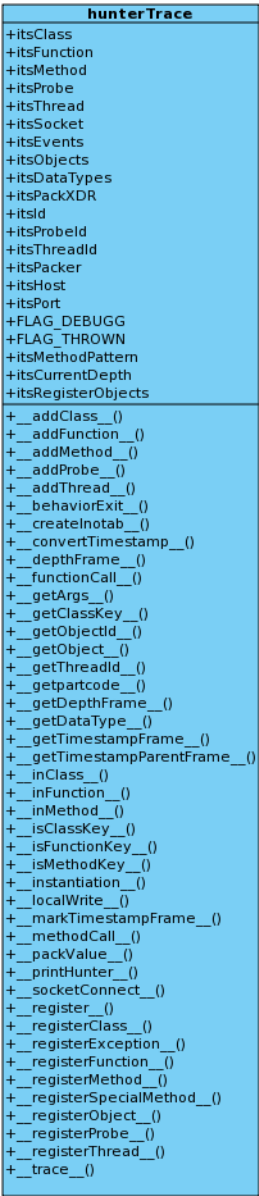 hunterTrace
+itsClass
+itsFunction
+itsMethod
+itsProbe
+itsThread
+itsSocket
+itsEvents
+itsObjects
+itsDataTypes
+itsPackXDR
+itsId
+itsProbeId
+itsThreadId
+itsPacker
+itsHost
+itsPort
+FLAG_DEBUGG
+FLAG_THROWN
+itsMethodPattern
+itsCurrentDepth
+itsRegisterObjects
+__addClass__()
+__addFunction__()
+__addMethod__()
+__addProbe__()
+__addThread__()
+__behaviorExit__()
+__createlnotab__()
+__convertTimestamp__()
+__depthFrame__()
+__functionCall__()
+__getArgs__()
+__getClassKey__()
+__getObjectId__()
+__getObject__()
+__getThreadId__()
+__getpartcode__()
+__getDepthFrame__()
+__getDataType__()
+__getTimestampFrame__()
+__getTimestampParentFrame__()
+__inClass__()
+__inFunction__()
+__inMethod__()
+__isClassKey__()
+__isFunctionKey__()
+__isMethodKey__()
+__instantiation__()
+__localWrite__()
+__markTimestampFrame__()
+__methodCall__()
+__packValue__()
+__printHunter__()
+__socketConnect__()
+__register__()
+__registerClass__()
+__registerException__()
+__registerFunction__()
+__registerMethod__()
+__registerSpecialMethod__()
+__registerObject__()
+__registerProbe__()
+__registerThread__()
+__trace__()